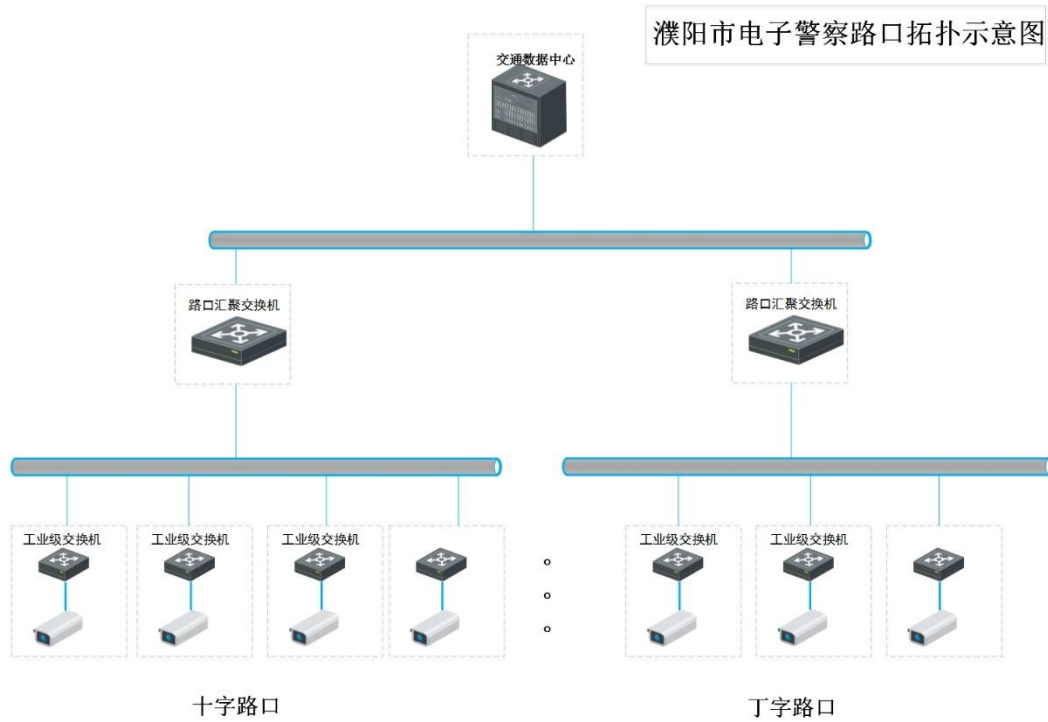 濮阳市电子警察路口拓扑示意图
交通数据中心
路口汇聚交换机
路口汇聚交换机
工业级交换机
工业级交换机
工业级交换机
工业级交换机
工业级交换机
十字路口
丁字路口